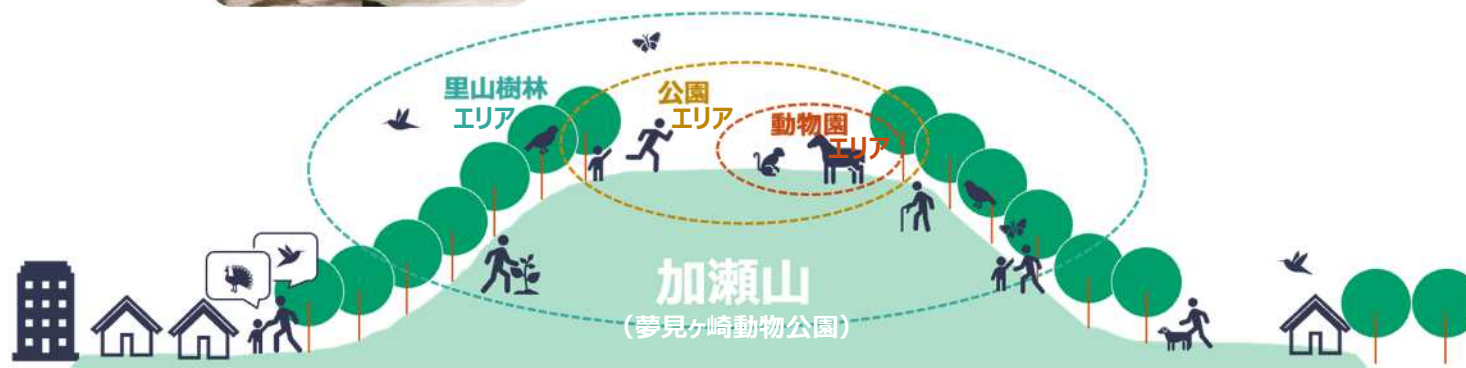 里山樹林
エリア
公園
エリア
動物園
エリア
加瀬山
（夢見ヶ崎動物公園）